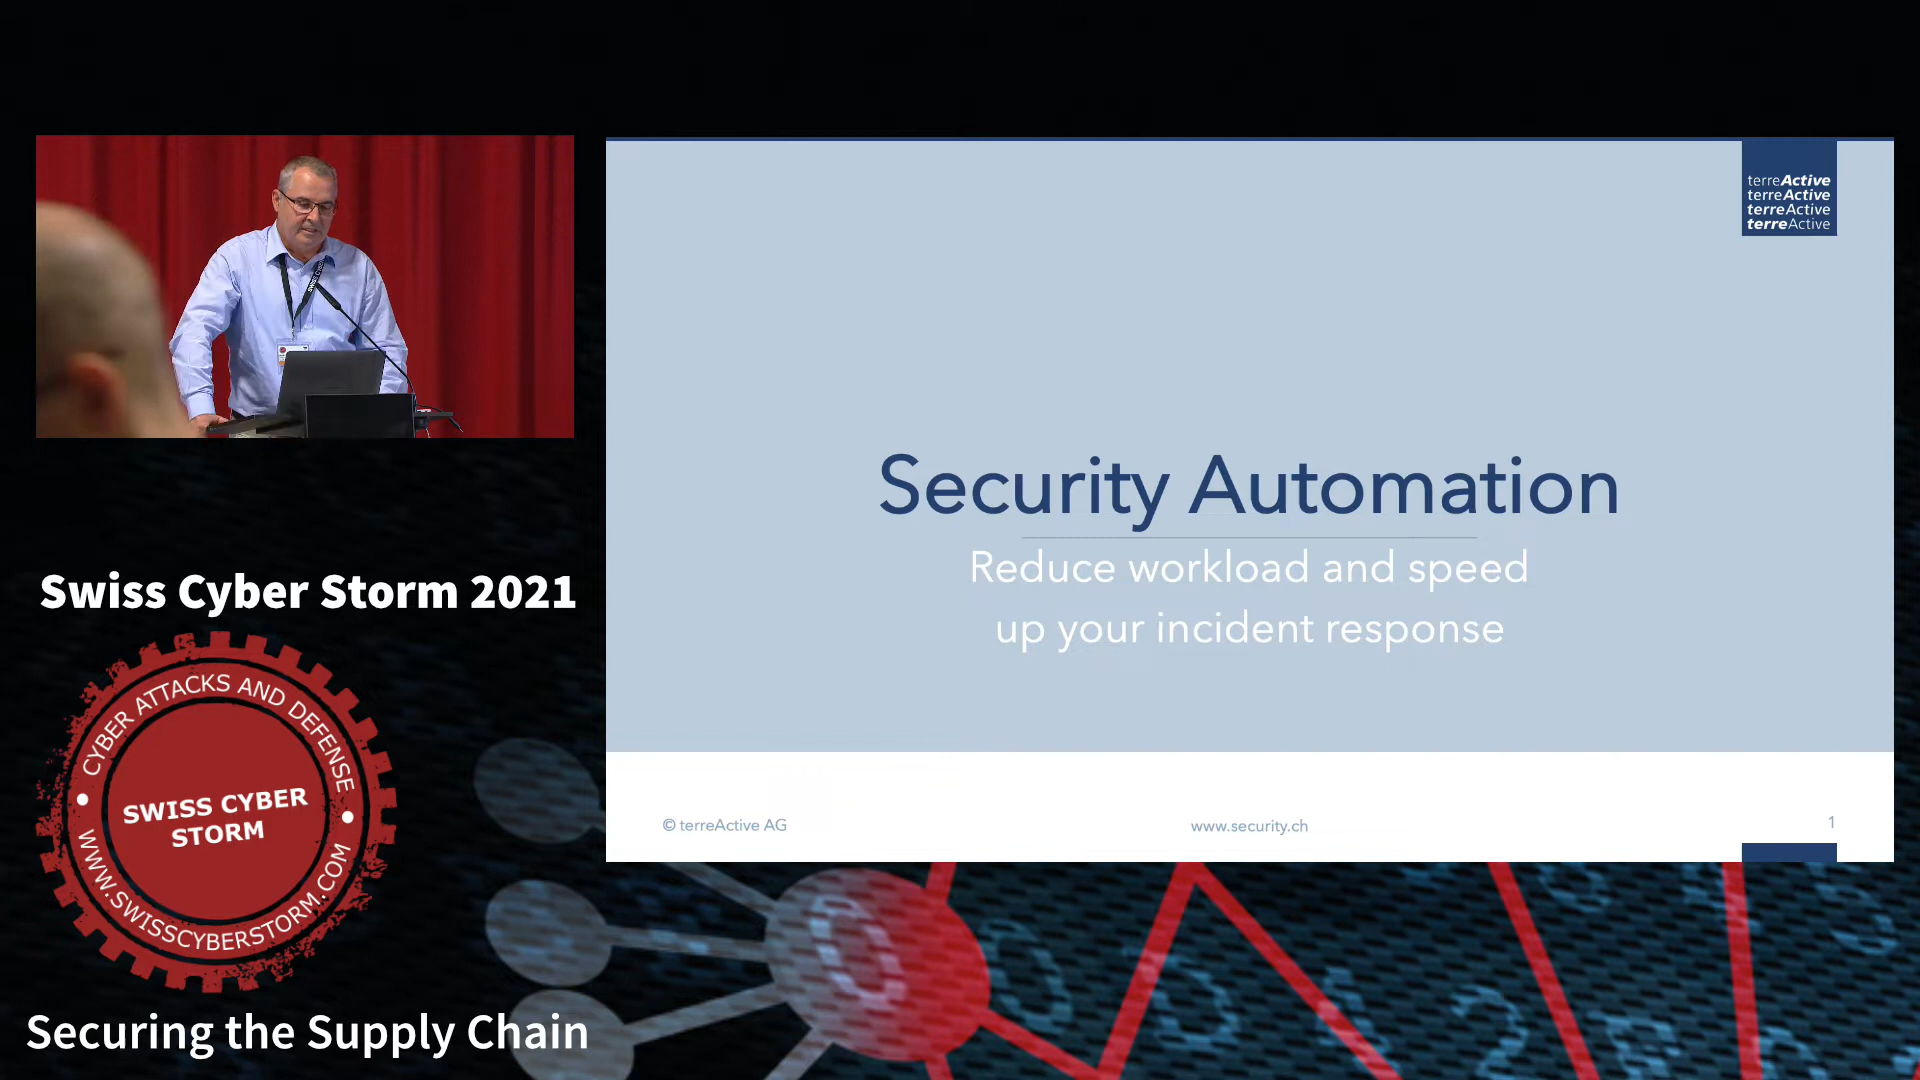 terreActive
terreActive
terreActive
terreActive
Security Automation
Reduce workload and speed
up your incident response
© terreActive AG
www.security.ch
1
Swiss Cyber Storm 2021
CYBER ATTACKS AND DEFENSE
SWISS CYBER
STORM
WWW.SWISSCYBERSTORM.COM
Securing the Supply Chain